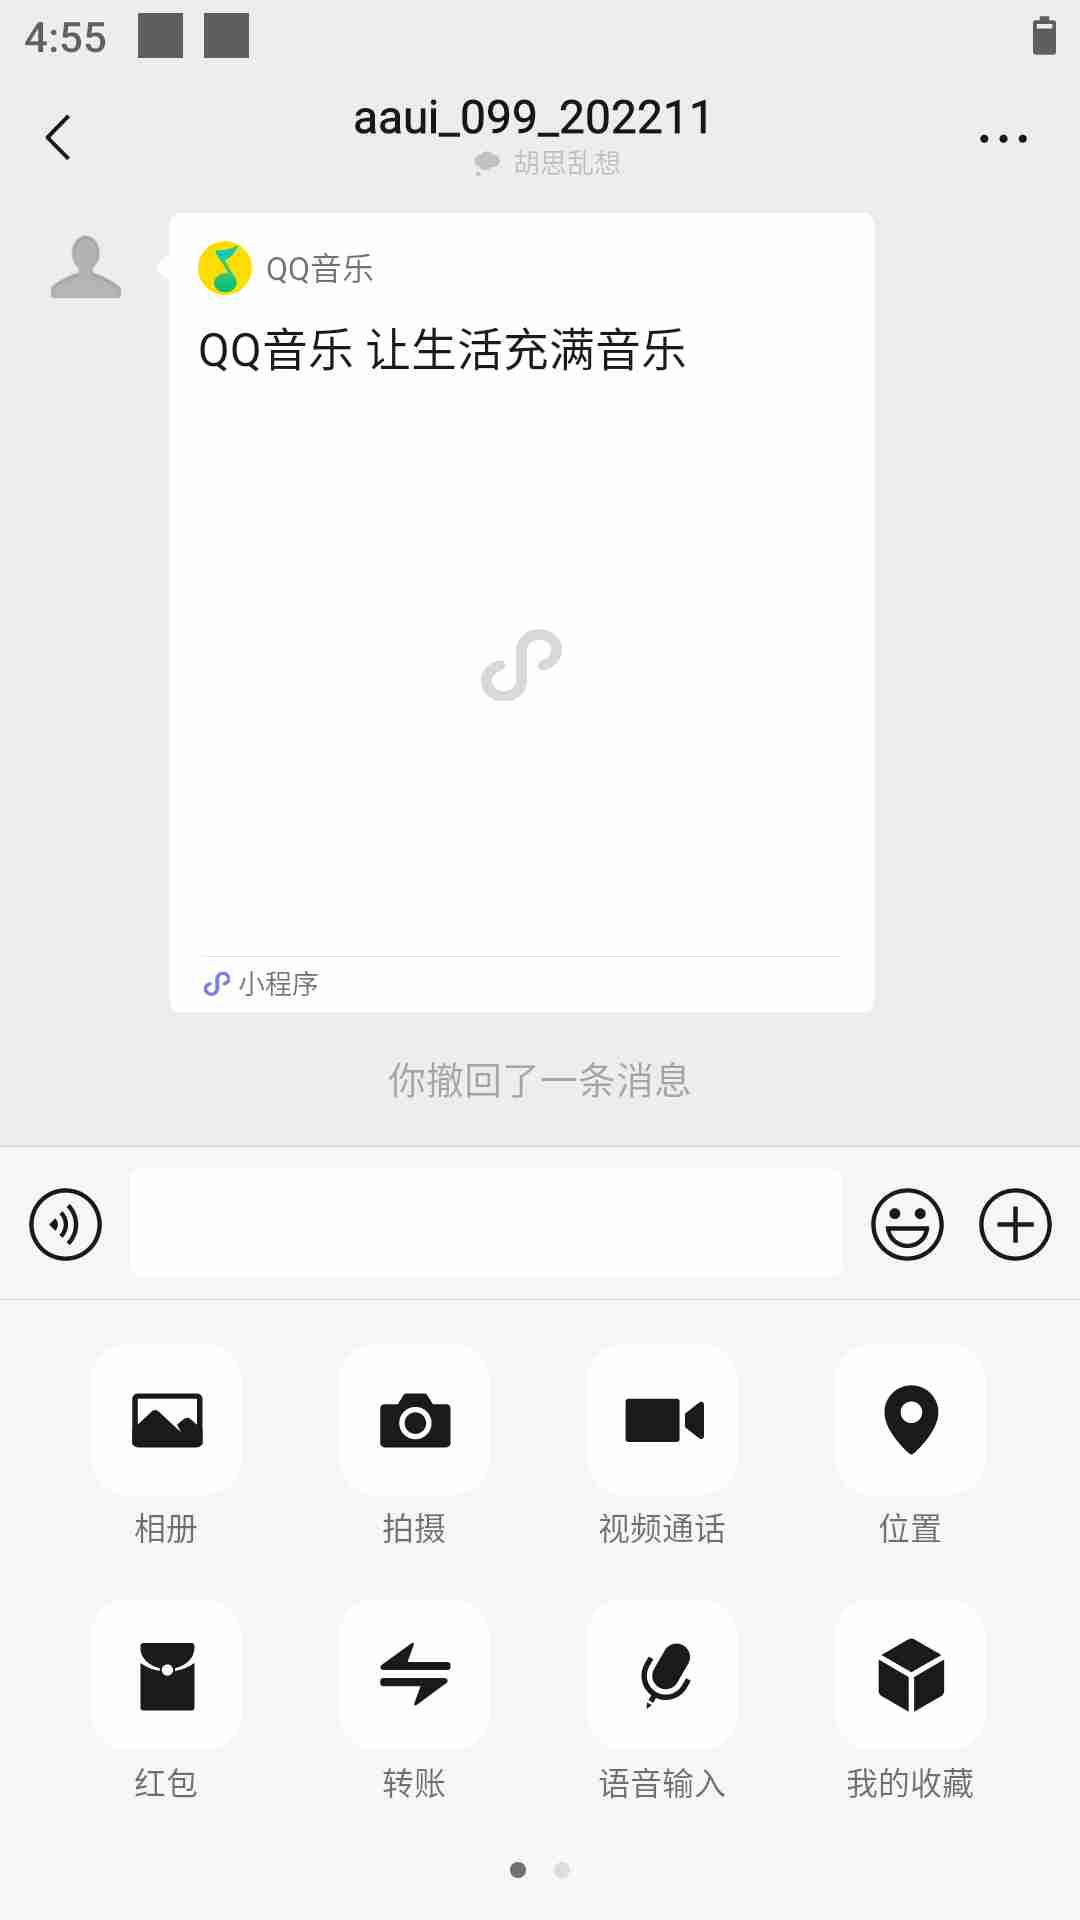 4:55
aaui_099_202211
胡思乱想
QQ音乐
QQ音乐 让生活充满音乐
小程序
你撤回了一条消息
相册
拍摄
视频通话
位置
红包
转账
语音输入
我的收藏